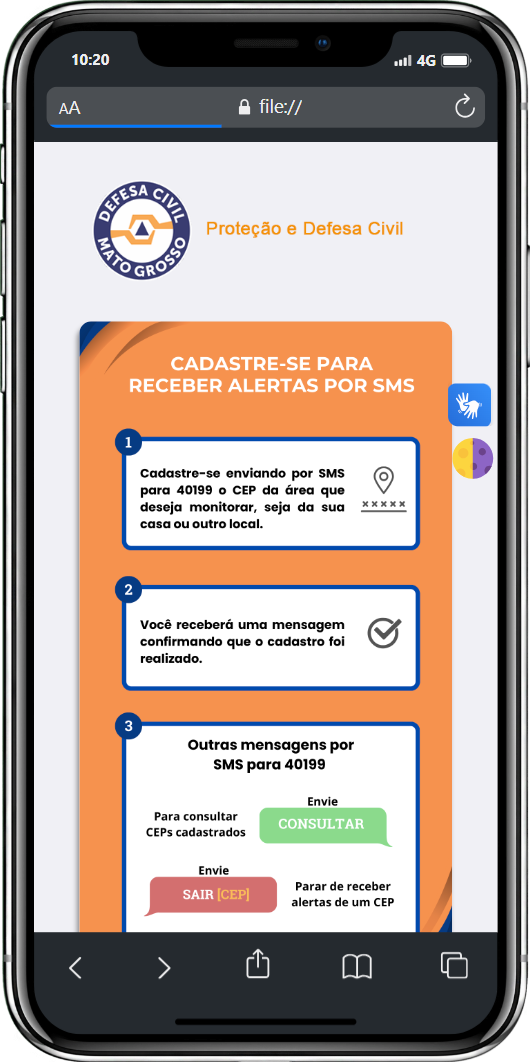 10:20
4G
AA
file://
DEFESA CIVIL
MATO GROSSO
Proteção e Defesa Civil
CADASTRE-SE PARA
RECEBER ALERTAS POR SMS
1
Cadastre-se enviando por SMS
para 40199 o CEP da área que
deseja monitorar, seja da sua
casa ou outro local.
×××××
2
Você receberá uma mensagem
confirmando que o cadastro foi
realizado.
3
Outras mensagens por
SMS para 40199
Para consultar
CEPs cadastrados
Envie
CONSULTAR
Envie
SAIR [CEP]
Parar de receber
alertas de um CEP